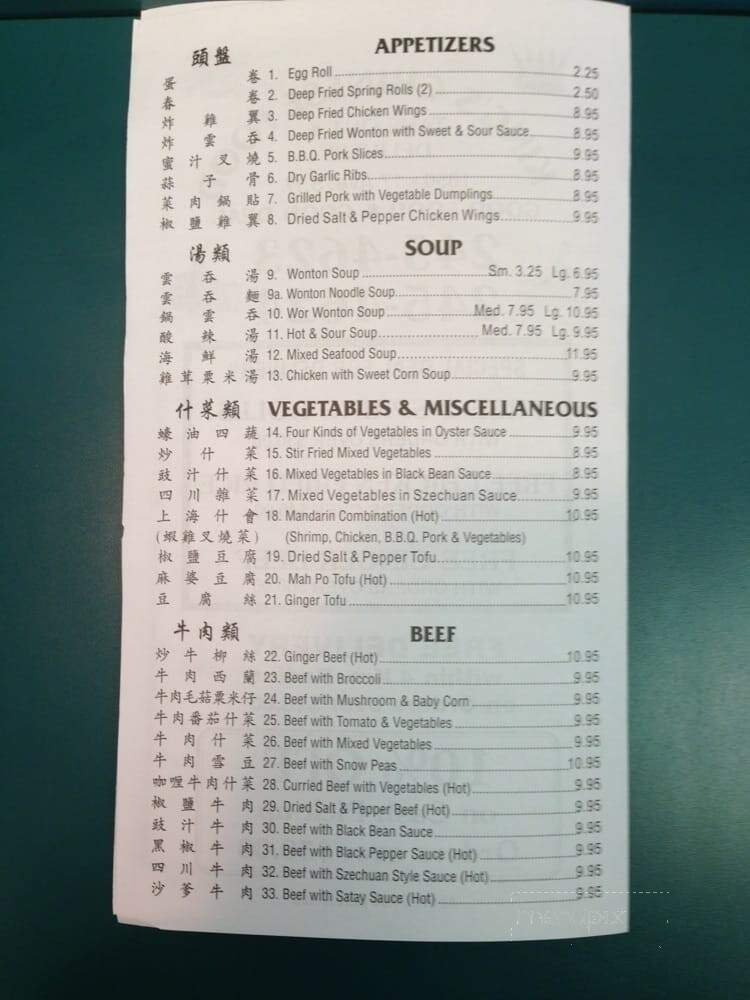 頭盤 APPETIZERS
蛋卷 1. Egg Roll 2.25
春卷 2. Deep Fried Spring Rolls (2) 2.50
炸雞翼 3. Deep Fried Chicken Wings 8.95
炸雲吞 4. Deep Fried Wonton with Sweet & Sour Sauce 8.95
蜜汁叉燒 5. B.B.Q. Pork Slices 9.95
蒜子骨 6. Dry Garlic Ribs 8.95
菜肉鍋貼 7. Grilled Pork with Vegetable Dumplings 8.95
椒鹽雞翼 8. Dried Salt & Pepper Chicken Wings 9.95
湯類 SOUP
雲吞湯 9. Wonton Soup Sm. 3.25 Lg. 6.95
雲吞麵 9a. Wonton Noodle Soup 7.95
鍋雲吞 10. Wor Wonton Soup Med. 7.95 Lg. 10.95
酸辣湯 11. Hot & Sour Soup Med. 7.95 Lg. 9.95
海鮮湯 12. Mixed Seafood Soup 11.95
雞茸粟米湯 13. Chicken with Sweet Corn Soup 9.95
什菜類 VEGETABLES & MISCELLANEOUS
蠔油四蔬 14. Four Kinds of Vegetables in Oyster Sauce 9.95
炒什菜 15. Stir Fried Mixed Vegetables 8.95
豉汁什菜 16. Mixed Vegetables in Black Bean Sauce 8.95
四川雜菜 17. Mixed Vegetables in Szechuan Sauce 9.95
上海什會 18. Mandarin Combination (Hot) 10.95
(蝦雞叉燒菜) (Shrimp, Chicken, B.B.Q. Pork & Vegetables)
椒鹽豆腐 19. Dried Salt & Pepper Tofu 10.95
麻婆豆腐 20. Mah Po Tofu (Hot) 10.95
豆腐絲 21. Ginger Tofu 10.95
牛肉類 BEEF
炒牛柳絲 22. Ginger Beef (Hot) 10.95
牛肉西蘭 23. Beef with Broccoli 9.95
牛肉毛菇粟米仔 24. Beef with Mushroom & Baby Corn 9.95
牛肉番茄什菜 25. Beef with Tomato & Vegetables 9.95
牛肉什菜 26. Beef with Mixed Vegetables 9.95
牛肉雪豆 27. Beef with Snow Peas 10.95
咖喱牛肉什菜 28. Curried Beef with Vegetables (Hot) 9.95
椒鹽牛肉 29. Dried Salt & Pepper Beef (Hot) 9.95
豉汁牛肉 30. Beef with Black Bean Sauce 9.95
黑椒牛肉 31. Beef with Black Pepper Sauce (Hot) 9.95
四川牛肉 32. Beef with Szechuan Style Sauce (Hot) 9.95
沙爹牛肉 33. Beef with Satay Sauce (Hot) 9.95
menupix